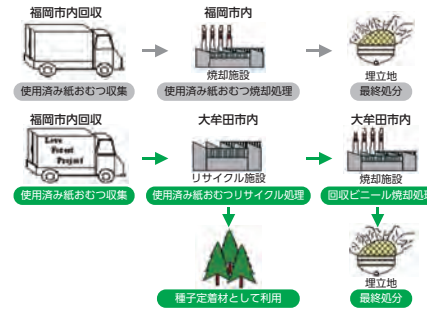 福岡市内回収
福岡市内
焼却施設
埋立地
使用済み紙おむつ収集
使用済み紙おむつ焼却処理
最終処分
福岡市内回収
大牟田市内
大牟田市内
Love
Forest
Project
リサイクル施設
焼却施設
使用済み紙おむつ収集
使用済み紙おむつリサイクル処理
回収ビニール焼却処理
埋立地
種子定着材として利用
最終処分